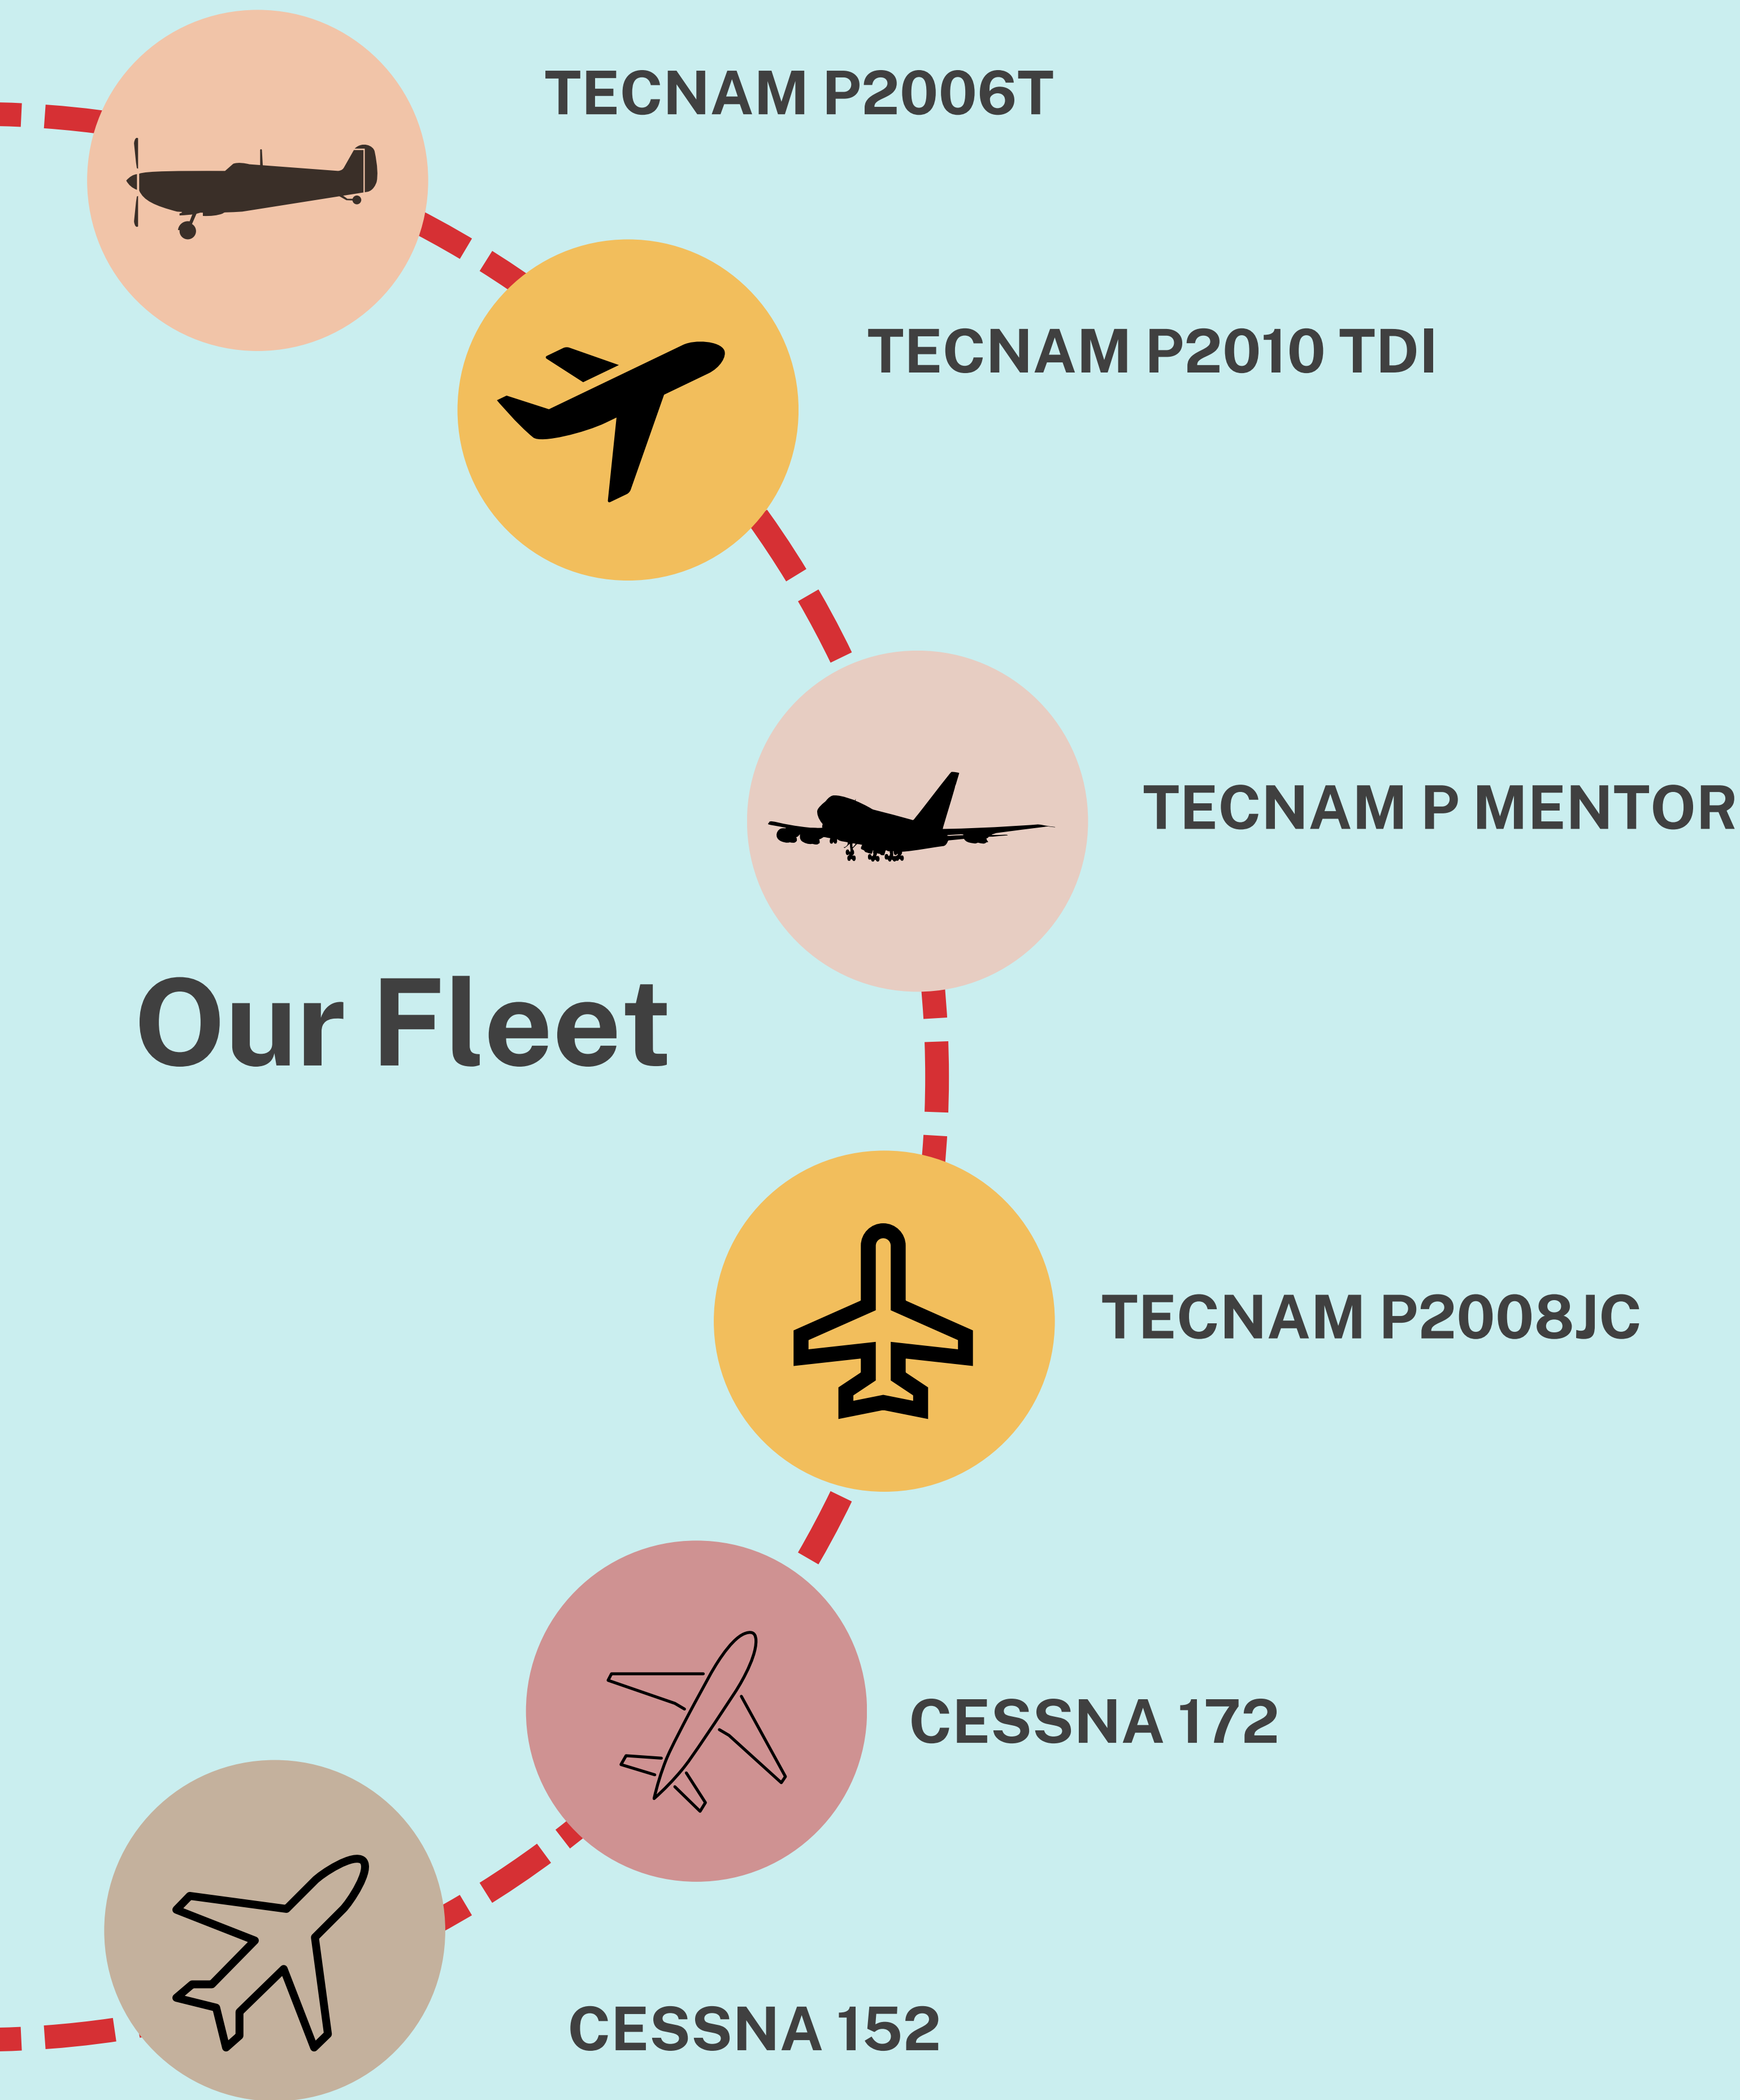 TECNAM P2006T
TECNAM P2010 TDI
TECNAM P MENTOR
Our Fleet
TECNAM P2008JC
CESSNA 172
CESSNA 152